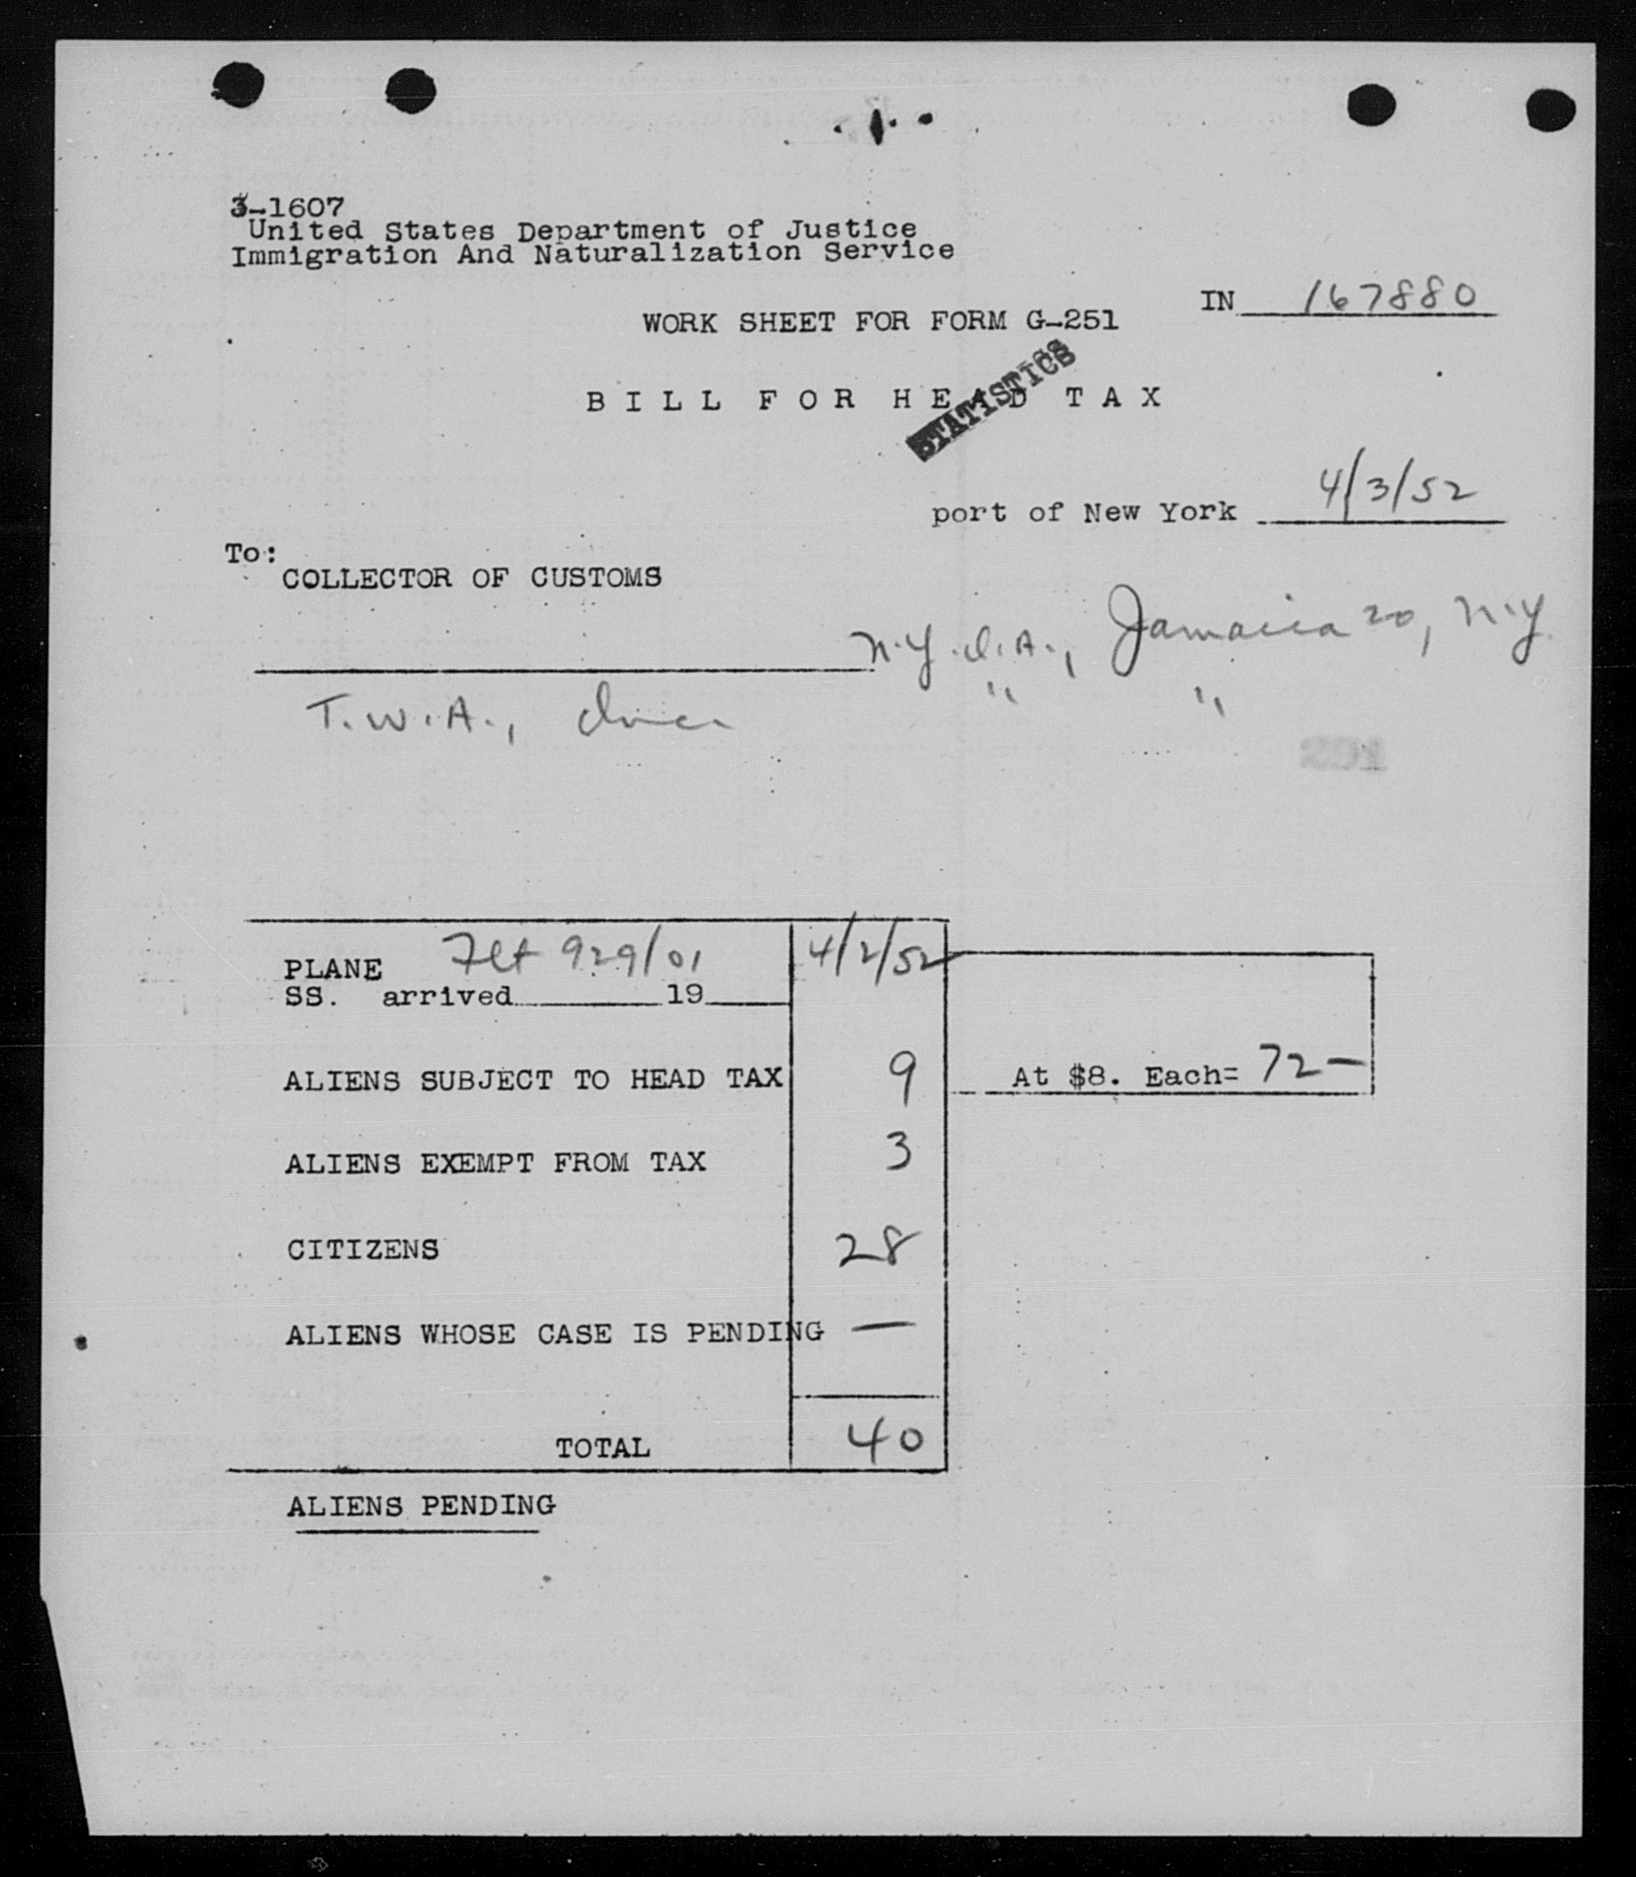 3-1607
United States Department of Justice
Immigration And Naturalization Service
IN 167880
WORK SHEET FOR FORM G-251
STATISTICS
BILL FOR HEAD TAX
port of New York 4/3/52
To:
COLLECTOR OF CUSTOMS
N.Y.I.A., Jamaica 20, N.Y.
T.W.A., " "
PLANE Flt 929/01 4/2/52
SS. arrived 19
ALIENS SUBJECT TO HEAD TAX 9 At $8. Each= 72—
ALIENS EXEMPT FROM TAX 3
CITIZENS 28
ALIENS WHOSE CASE IS PENDING —
TOTAL 40
ALIENS PENDING